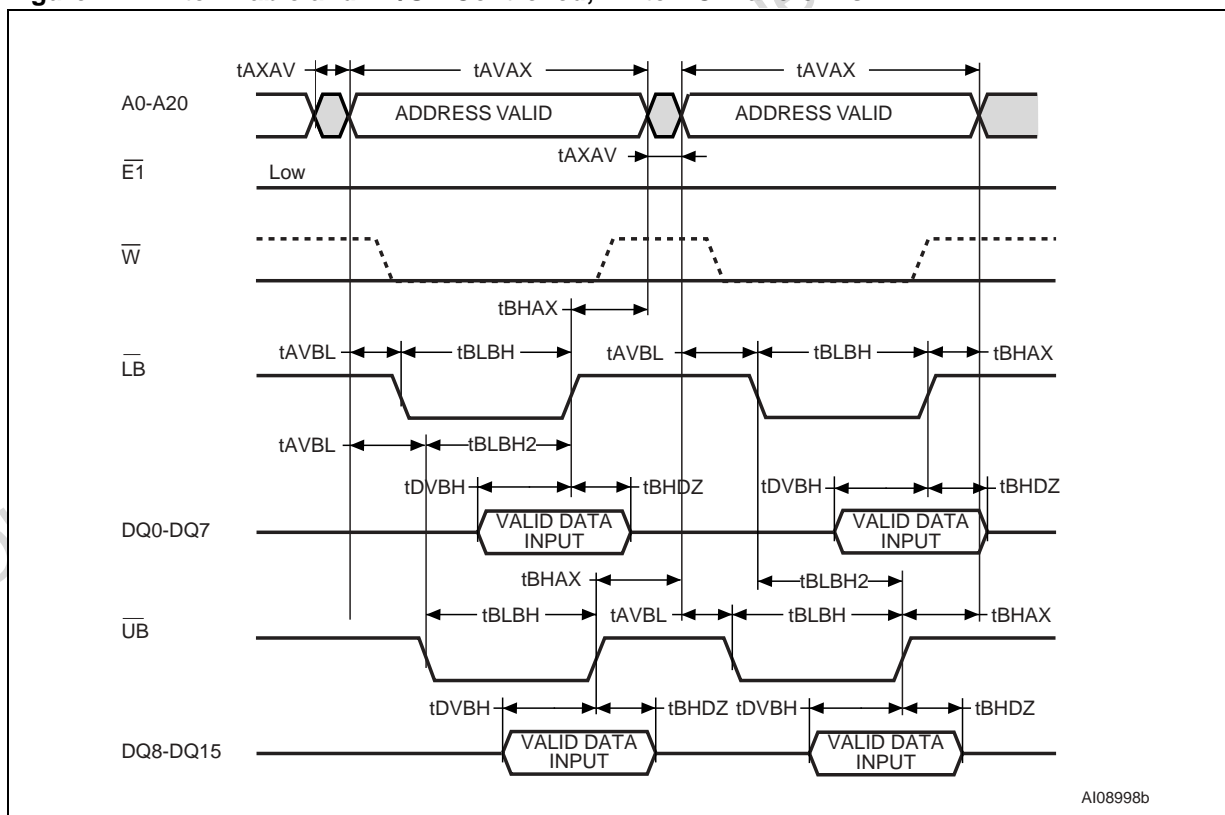 tAXAV tAVAX tAVAX
A0-A20 ADDRESS VALID ADDRESS VALID
tAXAV
E1 Low
W
tBHAX
tAVBL tBLBH tAVBL tBLBH tBHAX
LB
tAVBL tBLBH2
tDVBH tBHDZ tDVBH tBHDZ
DQ0-DQ7 VALID DATA INPUT VALID DATA INPUT
tBHAX tBLBH2
tBLBH tAVBL tBLBH tBHAX
UB
tDVBH tBHDZ tDVBH tBHDZ
DQ8-DQ15 VALID DATA INPUT VALID DATA INPUT
AI08998b